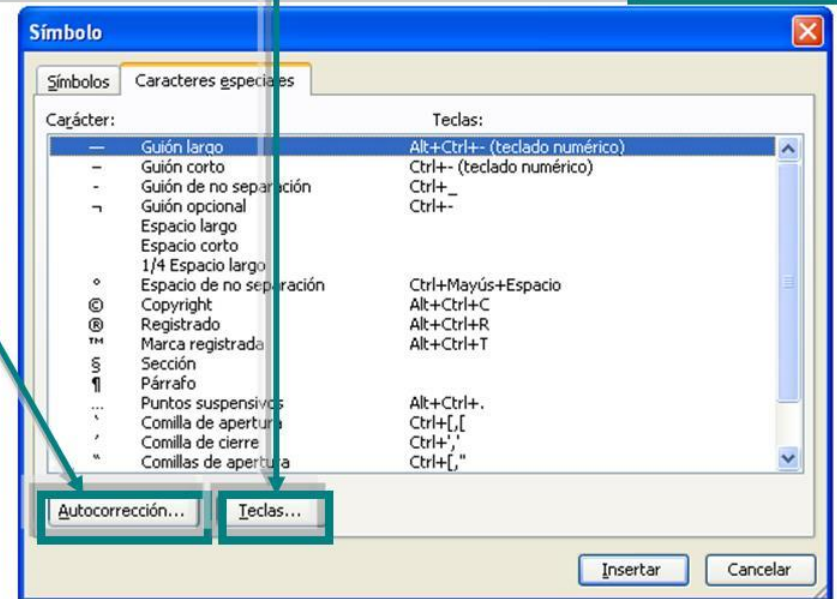 Símbolo
Símbolos Caracteres especiales
Carácter: Teclas:
— Guión largo Alt+Ctrl+- (teclado numérico)
– Guión corto Ctrl+- (teclado numérico)
- Guión de no separación Ctrl+_
¬ Guión opcional Ctrl+-
Espacio largo
Espacio corto
1/4 Espacio largo
° Espacio de no separación Ctrl+Mayús+Espacio
© Copyright Alt+Ctrl+C
® Registrado Alt+Ctrl+R
™ Marca registrada Alt+Ctrl+T
§ Sección
¶ Párrafo
... Puntos suspensivos Alt+Ctrl+.
‘ Comilla de apertura Ctrl+[,[
’ Comilla de cierre Ctrl+','
“ Comillas de apertura Ctrl+[,"
Autocorrección... Teclas...
Insertar Cancelar